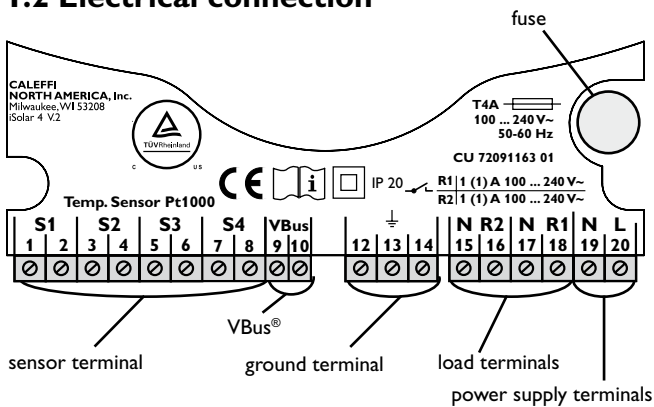 1.2 Electrical connection
fuse
CALEFFI
NORTH AMERICA, Inc.
Milwaukee, WI 53208
iSolar 4 V.2
TÜVRheinland
C US
T4A
100 ... 240 V~
50-60 Hz
CU 72091163 01
CE i IP 20
R1 1 (1) A 100 ... 240 V~
R2 1 (1) A 100 ... 240 V~
Temp. Sensor Pt1000
S1 S2 S3 S4 VBus N R2 N R1 N L
1 2 3 4 5 6 7 8 9 10 12 13 14 15 16 17 18 19 20
VBus®
sensor terminal
ground terminal
load terminals
power supply terminals